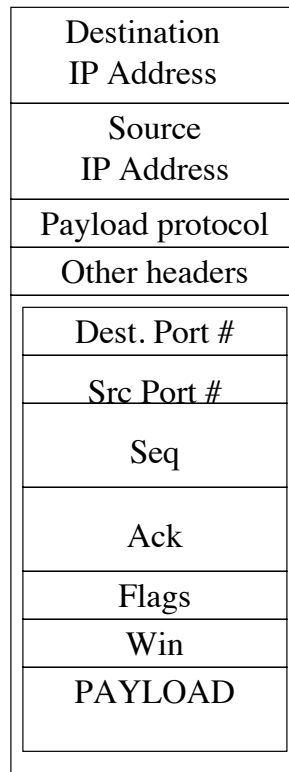 Destination
IP Address
Source
IP Address
Payload protocol
Other headers
Dest. Port #
Src Port #
Seq
Ack
Flags
Win
PAYLOAD